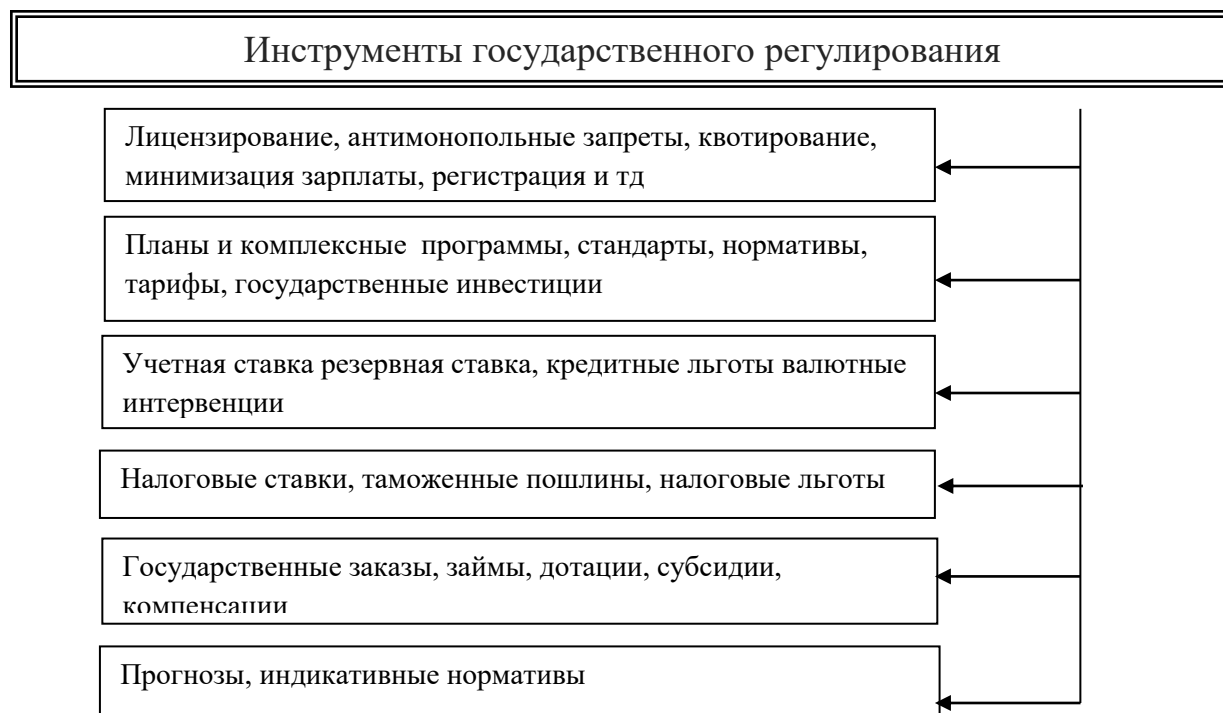 Инструменты государственного регулирования
Лицензирование, антимонопольные запреты, квотирование,
минимизация зарплаты, регистрация и тд
Планы и комплексные программы, стандарты, нормативы,
тарифы, государственные инвестиции
Учетная ставка резервная ставка, кредитные льготы валютные
интервенции
Налоговые ставки, таможенные пошлины, налоговые льготы
Государственные заказы, займы, дотации, субсидии,
компенсации
Прогнозы, индикативные нормативы